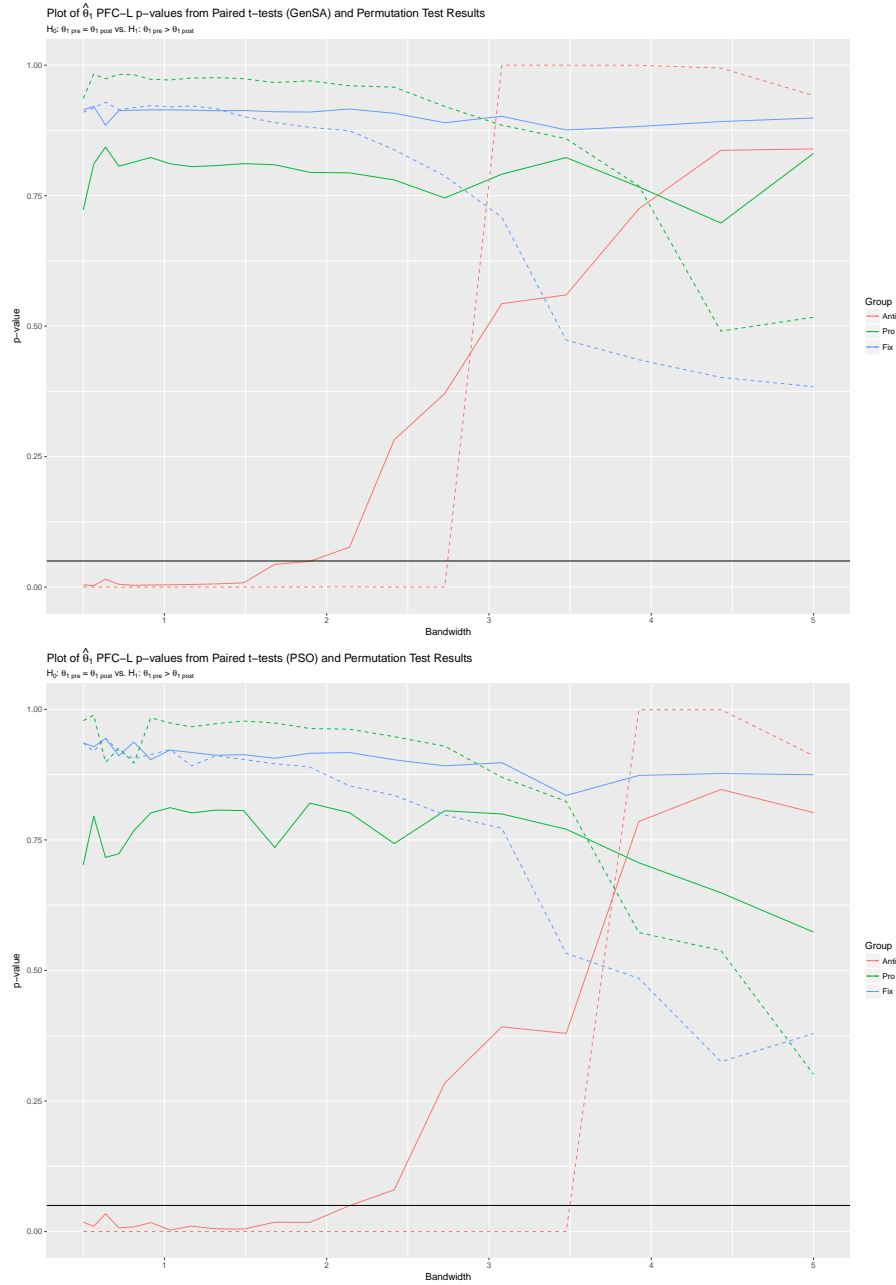 Plot of θ̂₁ PFC−L p−values from Paired t−tests (GenSA) and Permutation Test Results
H₀: θ₁ pre = θ₁ post vs. H₁: θ₁ pre > θ₁ post
1.00
0.75
0.50
0.25
0.00
p−value
1 2 3 4 5
Bandwidth
Group
Anti
Pro
Fix
Plot of θ̂₁ PFC−L p−values from Paired t−tests (PSO) and Permutation Test Results
H₀: θ₁ pre = θ₁ post vs. H₁: θ₁ pre > θ₁ post
1.00
0.75
0.50
0.25
0.00
p−value
1 2 3 4 5
Bandwidth
Group
Anti
Pro
Fix